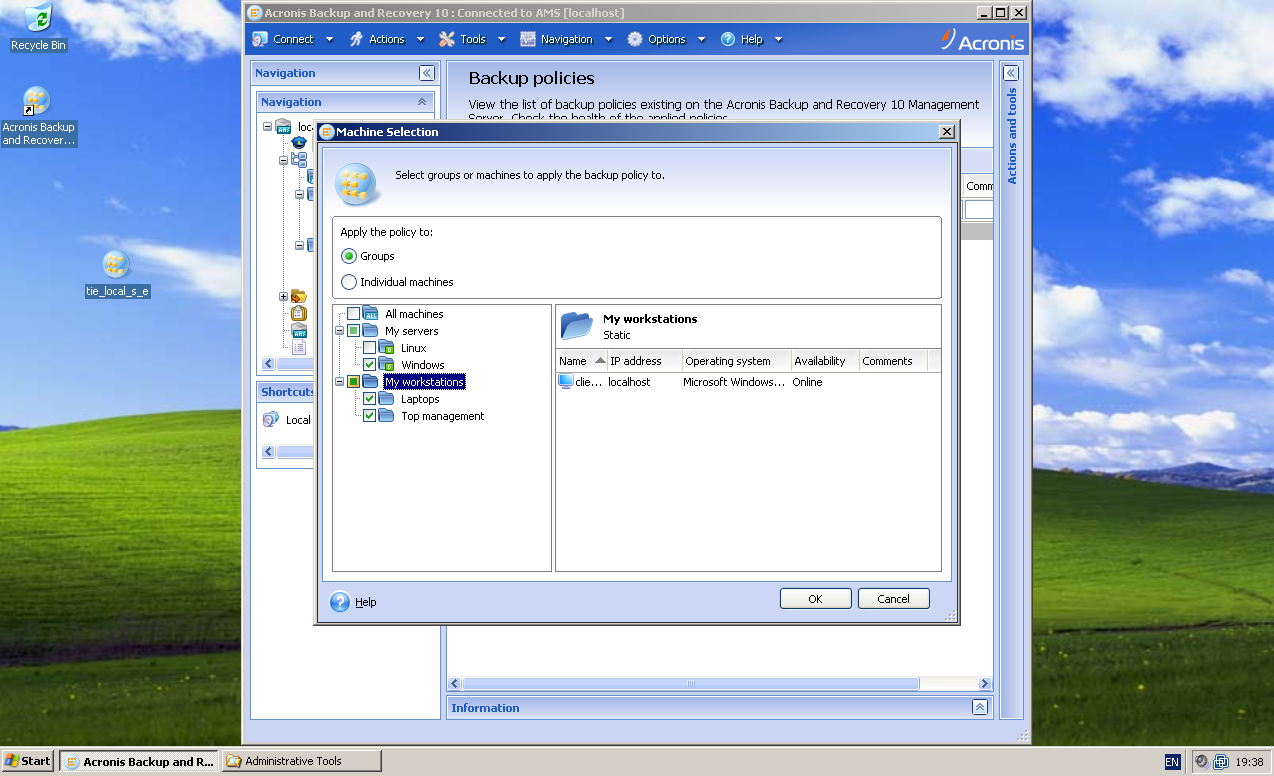 Recycle Bin
Acronis Backup
and Recover...
tie_local_s_e
Acronis Backup and Recovery 10 : Connected to AMS [localhost]
Connect
Actions
Tools
Navigation
Options
Help
Acronis
Navigation
Navigation
Shortcuts
Local
Backup policies
View the list of backup policies existing on the Acronis Backup and Recovery 10 Management
Server. Check the health of the applied policies
Comm
Actions and tools
Machine Selection
Select groups or machines to apply the backup policy to.
Apply the policy to:
Groups
Individual machines
All machines
My servers
Linux
Windows
My workstations
Laptops
Top management
My workstations
Static
Name
IP address
Operating system
Availability
Comments
clie...
localhost
Microsoft Windows...
Online
Help
OK
Cancel
Information
Start
Acronis Backup and R...
Administrative Tools
EN
19:38